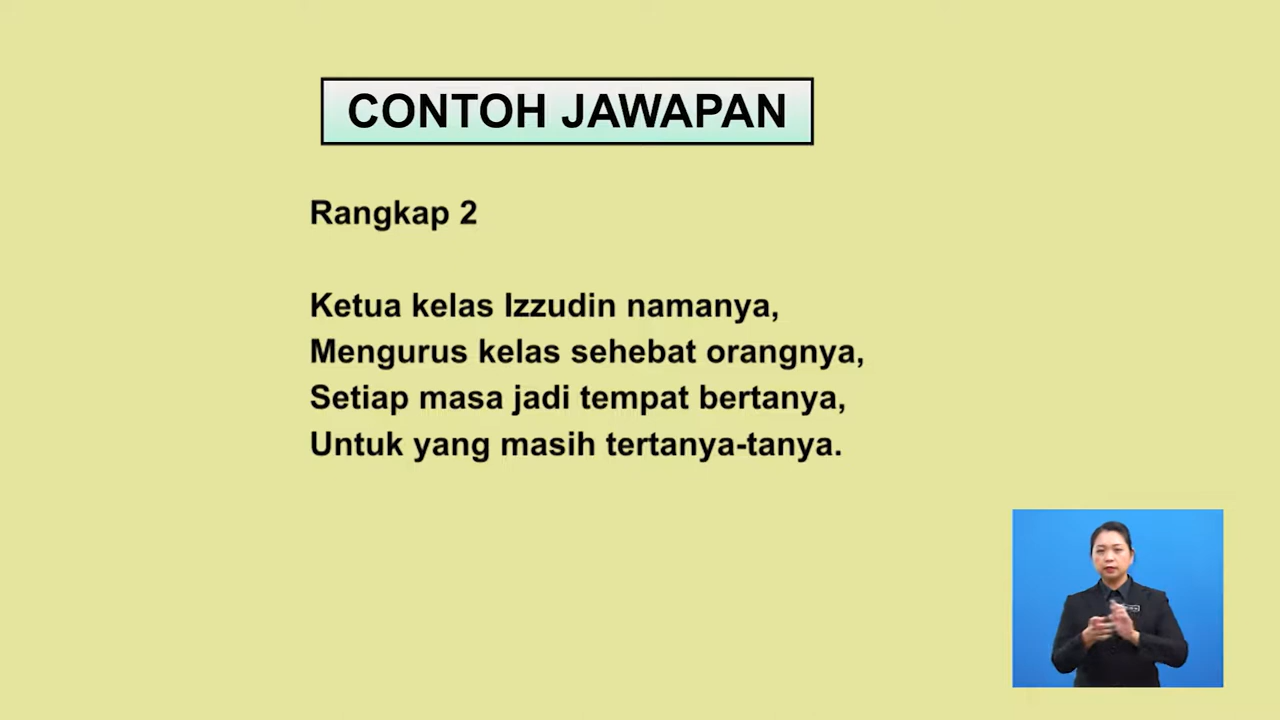 CONTOH JAWAPAN
Rangkap 2
Ketua kelas Izzudin namanya,
Mengurus kelas sehebat orangnya,
Setiap masa jadi tempat bertanya,
Untuk yang masih tertanya-tanya.